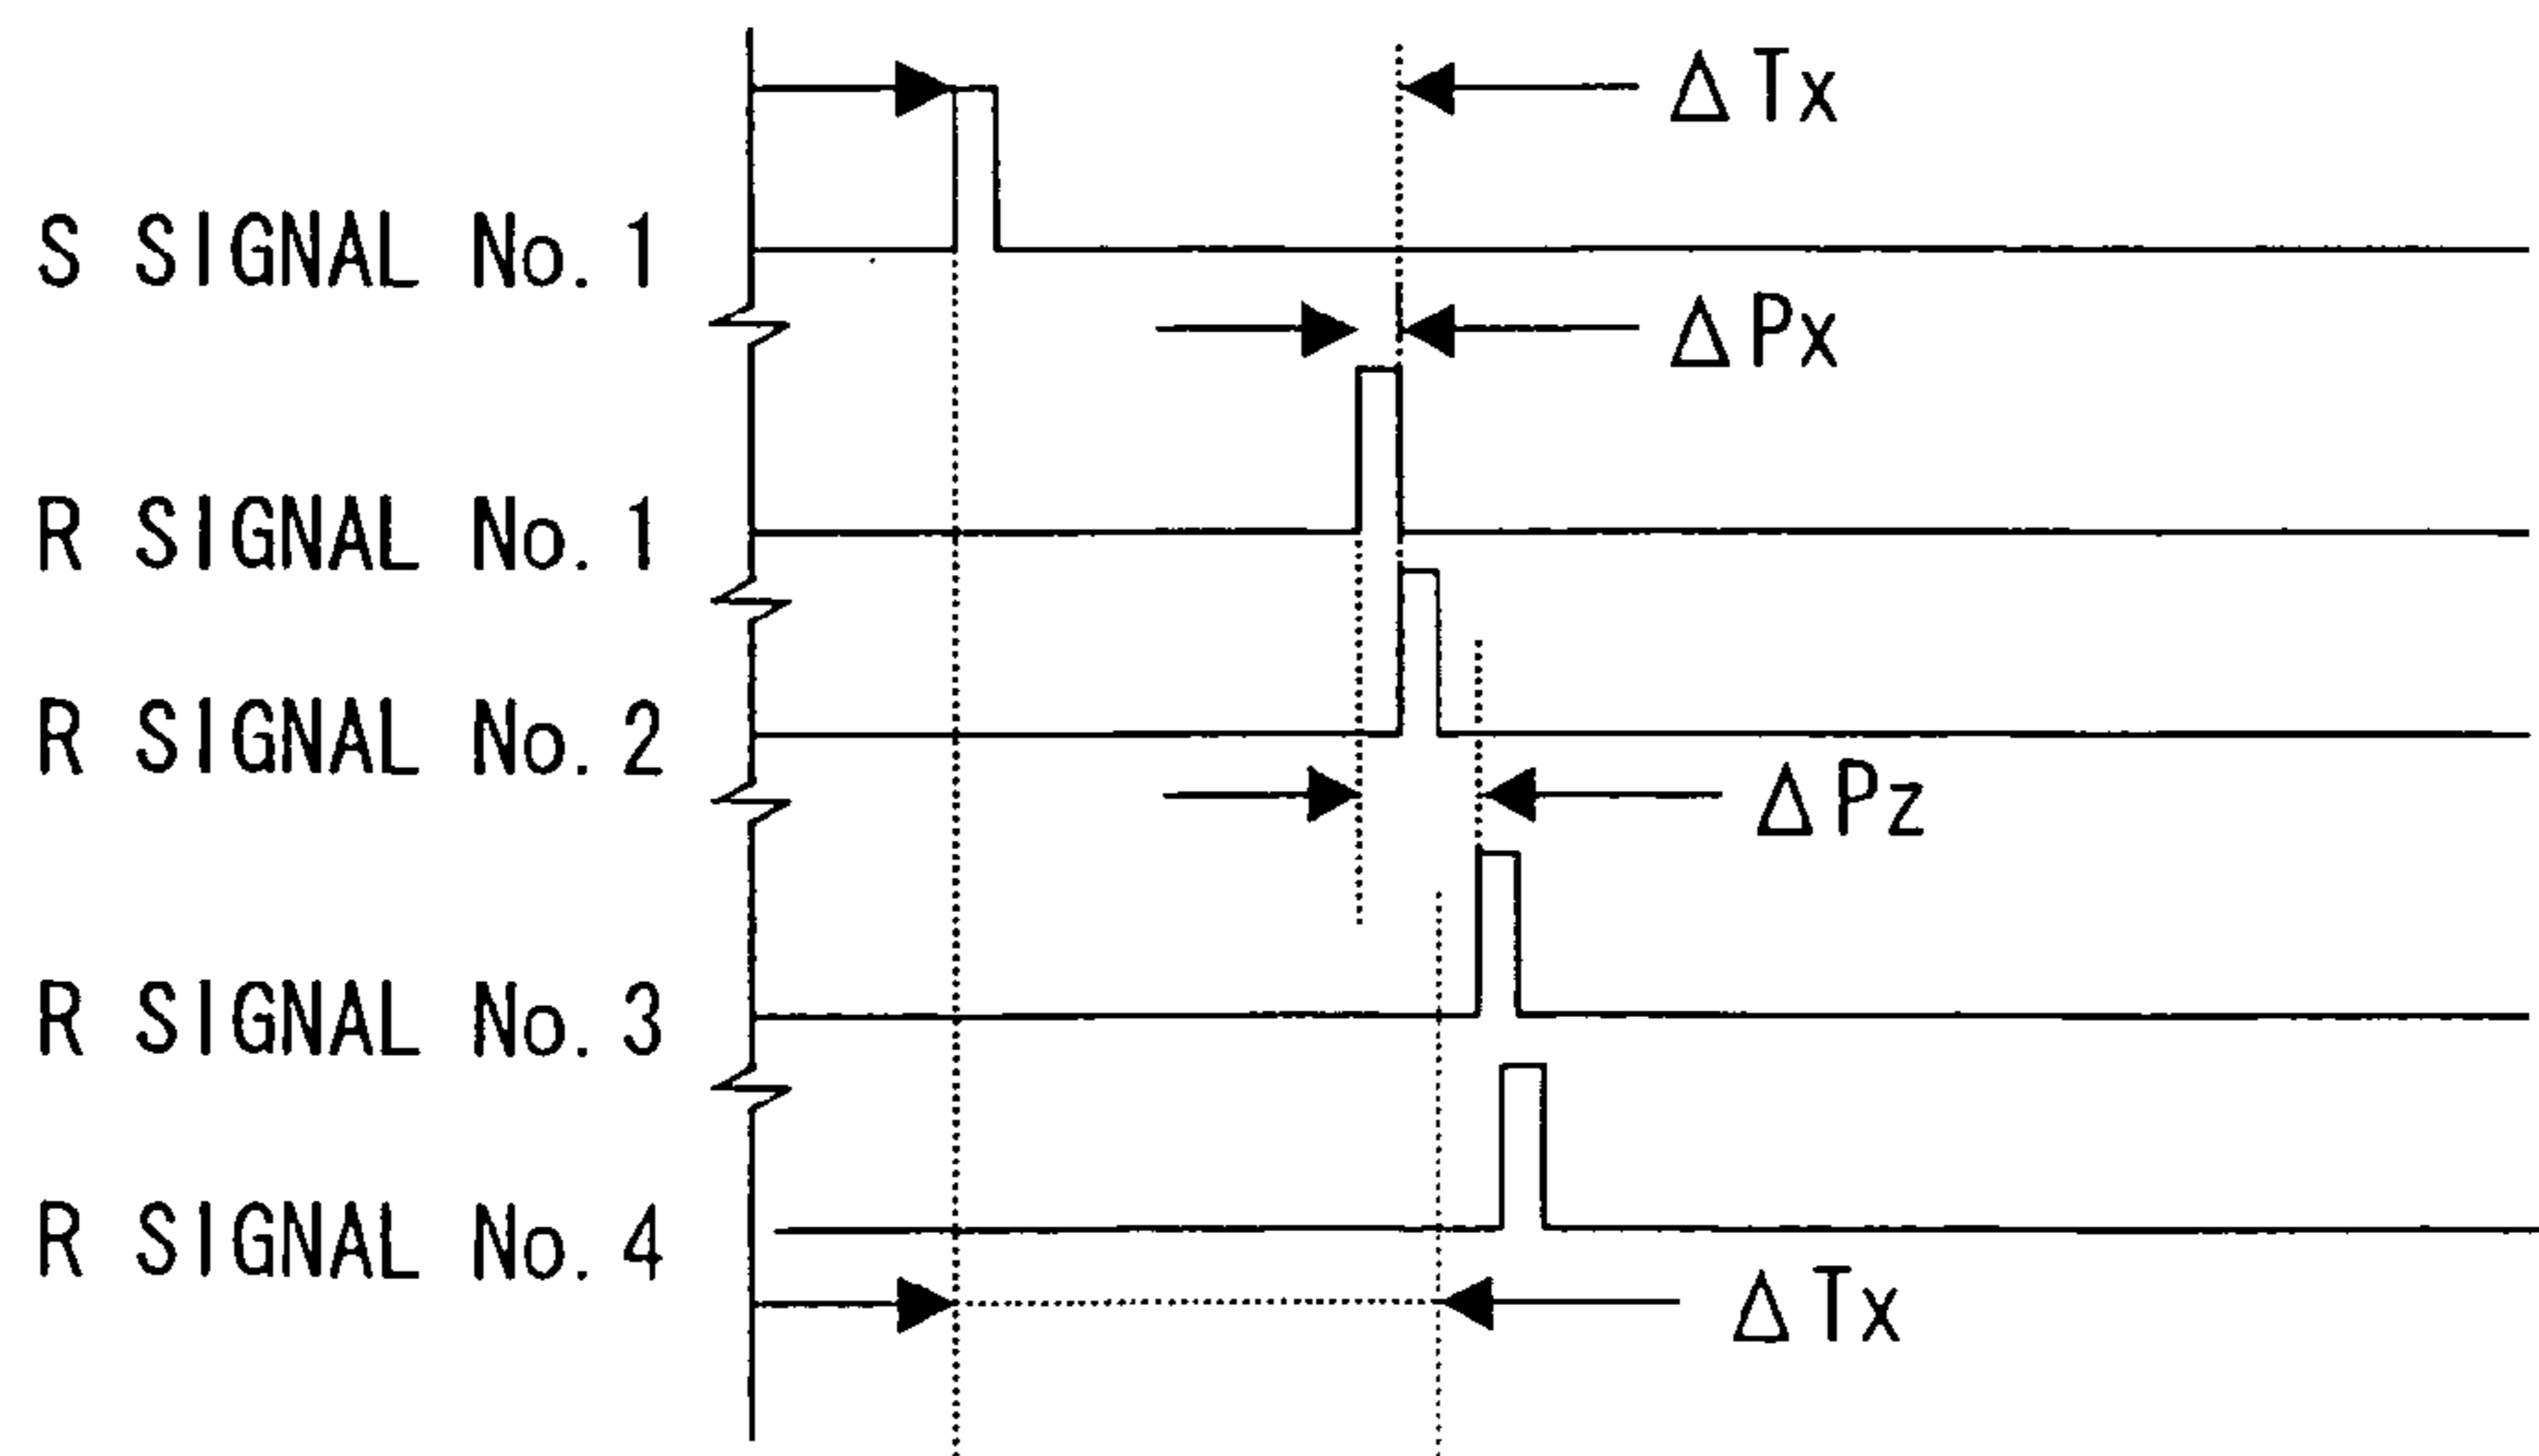 ΔTx
S SIGNAL No. 1
ΔPx
R SIGNAL No. 1
R SIGNAL No. 2
ΔPz
R SIGNAL No. 3
R SIGNAL No. 4
ΔTx